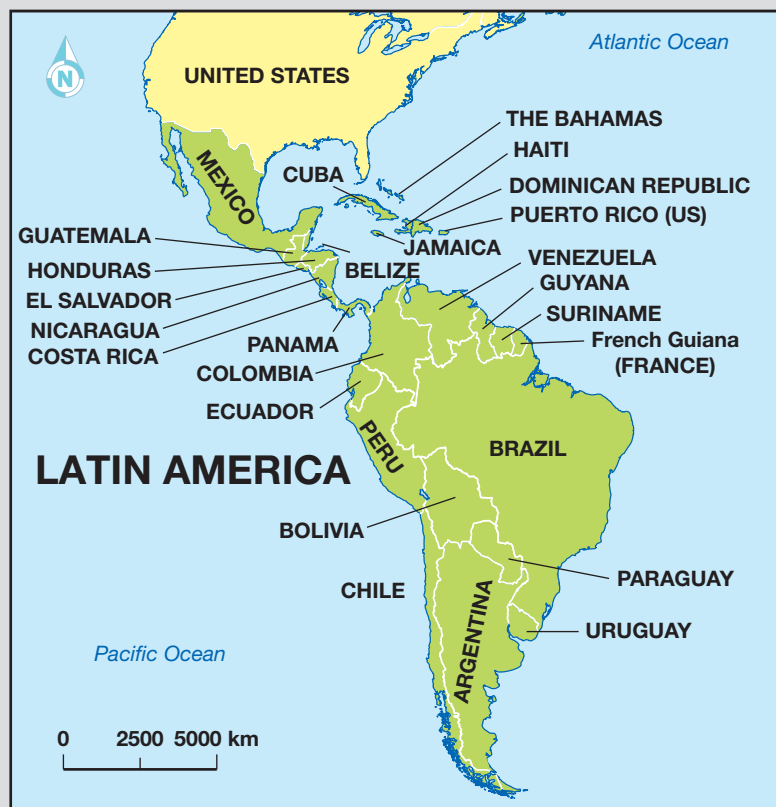 Atlantic Ocean
N
UNITED STATES
THE BAHAMAS
HAITI
CUBA
DOMINICAN REPUBLIC
MEXICO
PUERTO RICO (US)
GUATEMALA
JAMAICA
VENEZUELA
HONDURAS
BELIZE
GUYANA
EL SALVADOR
SURINAME
NICARAGUA
PANAMA
French Guiana
(FRANCE)
COSTA RICA
COLOMBIA
ECUADOR
PERU
BRAZIL
LATIN AMERICA
BOLIVIA
PARAGUAY
CHILE
ARGENTINA
URUGUAY
Pacific Ocean
0 2500 5000 km